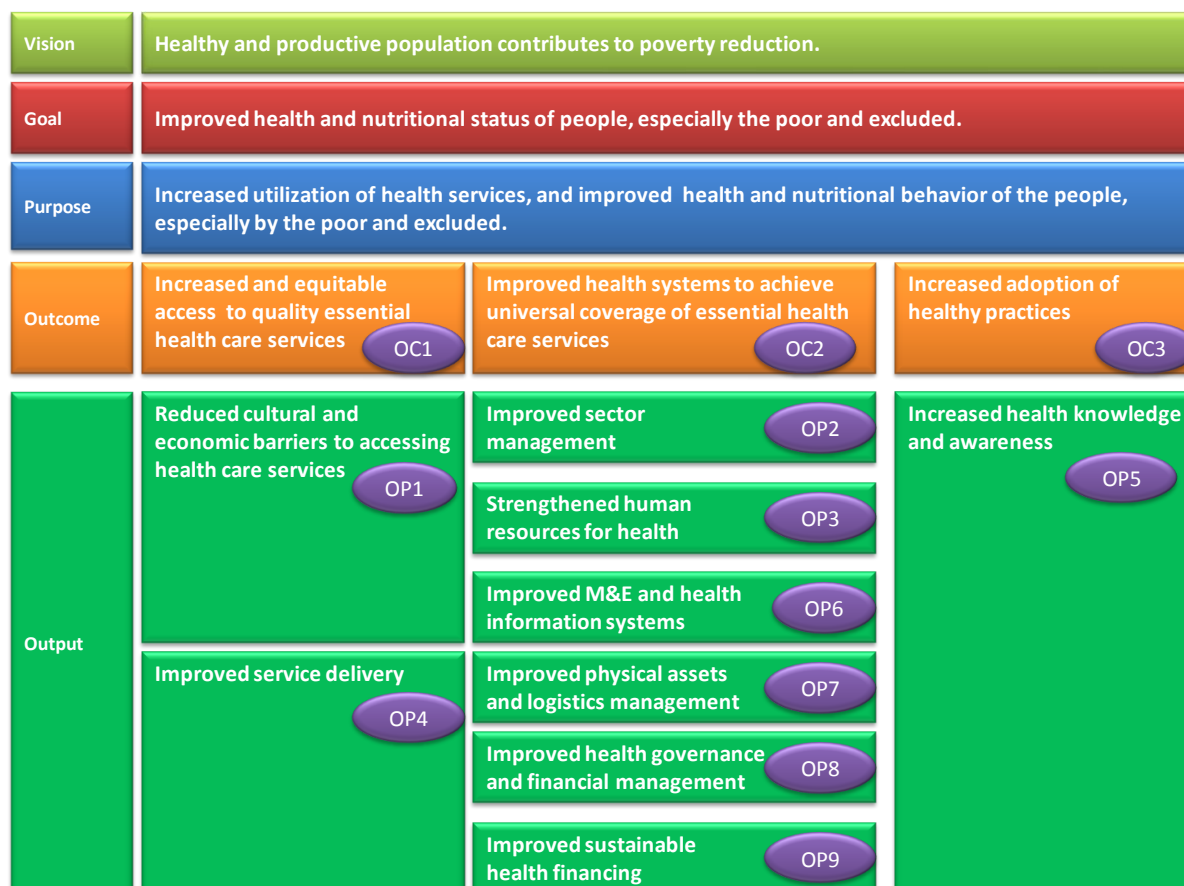 Vision
Healthy and productive population contributes to poverty reduction.
Goal
Improved health and nutritional status of people, especially the poor and excluded.
Purpose
Increased utilization of health services, and improved  health and nutritional behavior of the people,
especially by the poor and excluded.
Outcome
Increased and equitable
access  to quality essential
health care services
OC1
Improved health systems to achieve
universal coverage of essential health
care services
OC2
Increased adoption of
healthy practices
OC3
Output
Reduced cultural and
economic barriers to accessing
health care services
OP1
Improved service delivery
OP4
Improved sector
management
OP2
Strengthened human
resources for health
OP3
Improved M&E and health
information systems
OP6
Improved physical assets
and logistics management
OP7
Improved health governance
and financial management
OP8
Improved sustainable
health financing
OP9
Increased health knowledge
and awareness
OP5